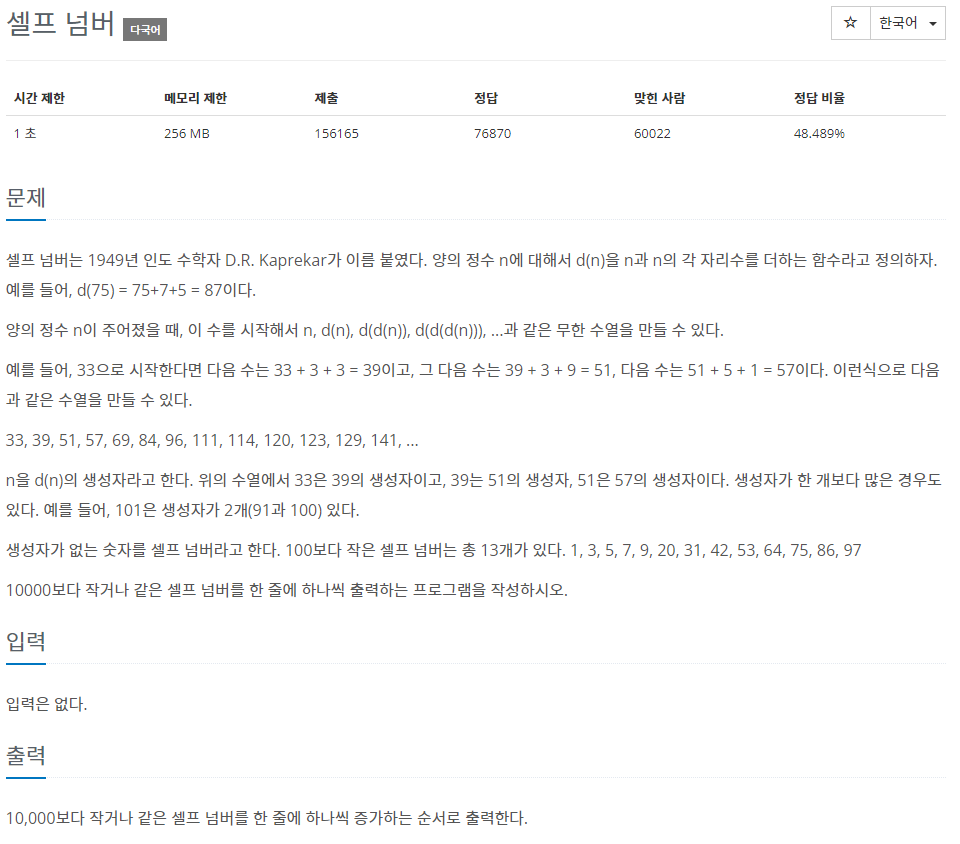 셀프 넘버 다국어
☆ 한국어
시간 제한 메모리 제한 제출 정답 맞힌 사람 정답 비율
1 초 256 MB 156165 76870 60022 48.489%
문제
셀프 넘버는 1949년 인도 수학자 D.R. Kaprekar가 이름 붙였다. 양의 정수 n에 대해서 d(n)을 n과 n의 각 자리수를 더하는 함수라고 정의하자.
예를 들어, d(75) = 75+7+5 = 87이다.
양의 정수 n이 주어졌을 때, 이 수를 시작해서 n, d(n), d(d(n)), d(d(d(n))), ...과 같은 무한 수열을 만들 수 있다.
예를 들어, 33으로 시작한다면 다음 수는 33 + 3 + 3 = 39이고, 그 다음 수는 39 + 3 + 9 = 51, 다음 수는 51 + 5 + 1 = 57이다. 이런식으로 다음
과 같은 수열을 만들 수 있다.
33, 39, 51, 57, 69, 84, 96, 111, 114, 120, 123, 129, 141, ...
n을 d(n)의 생성자라고 한다. 위의 수열에서 33은 39의 생성자이고, 39는 51의 생성자, 51은 57의 생성자이다. 생성자가 한 개보다 많은 경우도
있다. 예를 들어, 101은 생성자가 2개(91과 100) 있다.
생성자가 없는 숫자를 셀프 넘버라고 한다. 100보다 작은 셀프 넘버는 총 13개가 있다. 1, 3, 5, 7, 9, 20, 31, 42, 53, 64, 75, 86, 97
10000보다 작거나 같은 셀프 넘버를 한 줄에 하나씩 출력하는 프로그램을 작성하시오.
입력
입력은 없다.
출력
10,000보다 작거나 같은 셀프 넘버를 한 줄에 하나씩 증가하는 순서로 출력한다.